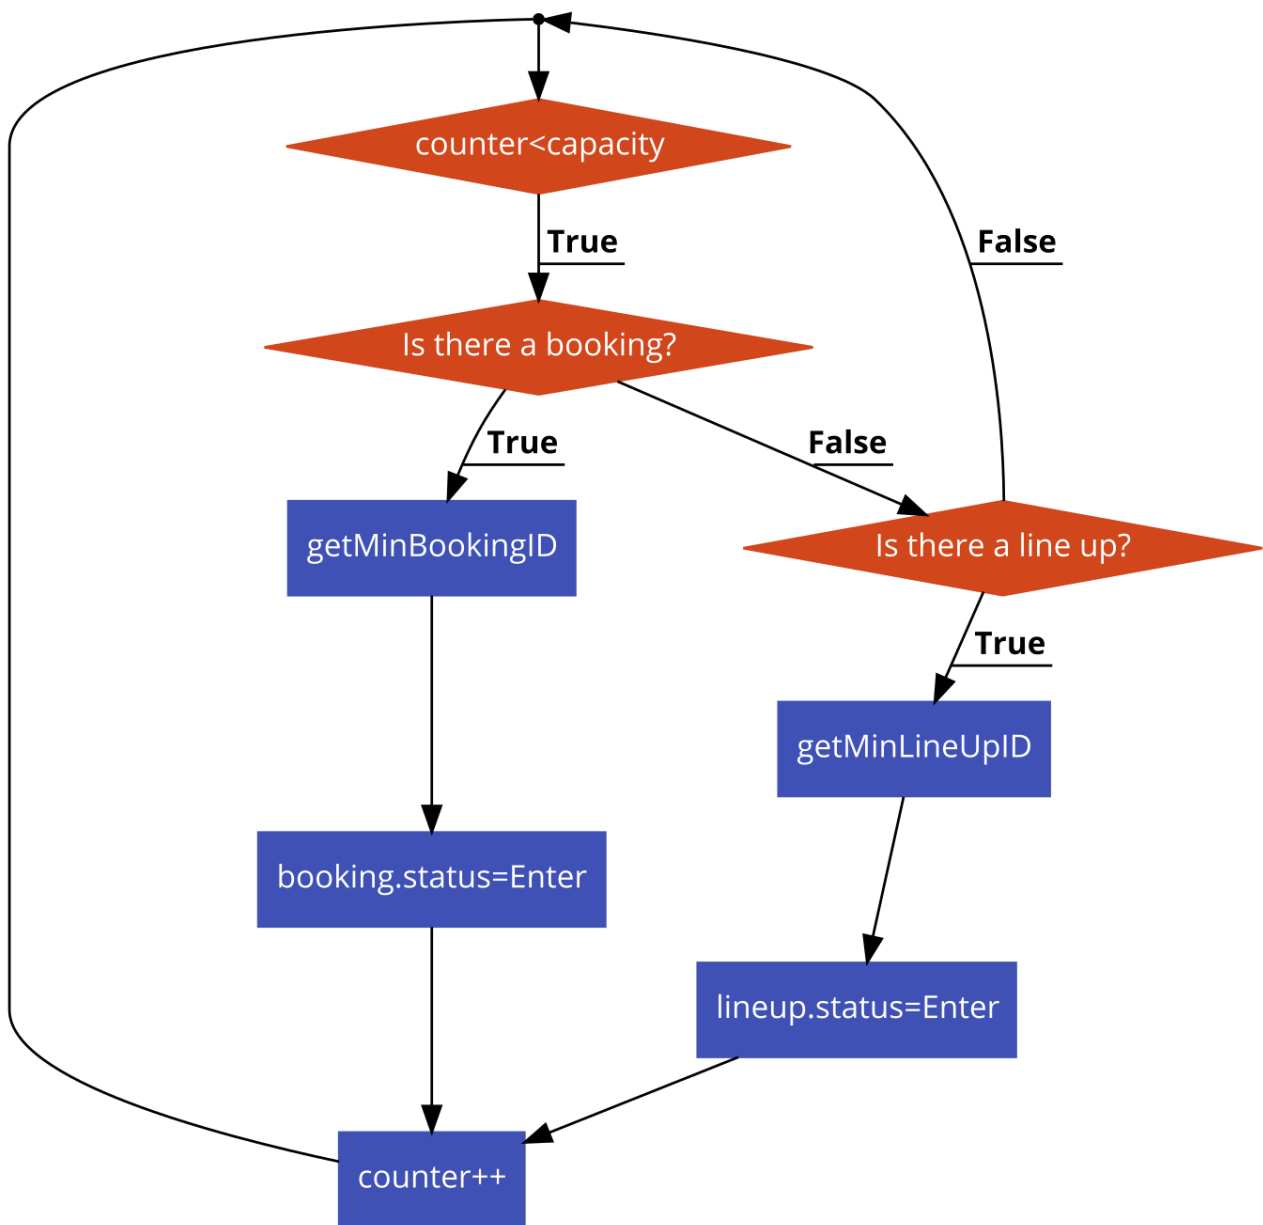 counter<capacity
True
False
Is there a booking?
True
False
getMinBookingID
Is there a line up?
True
getMinLineUpID
booking.status=Enter
lineup.status=Enter
counter++